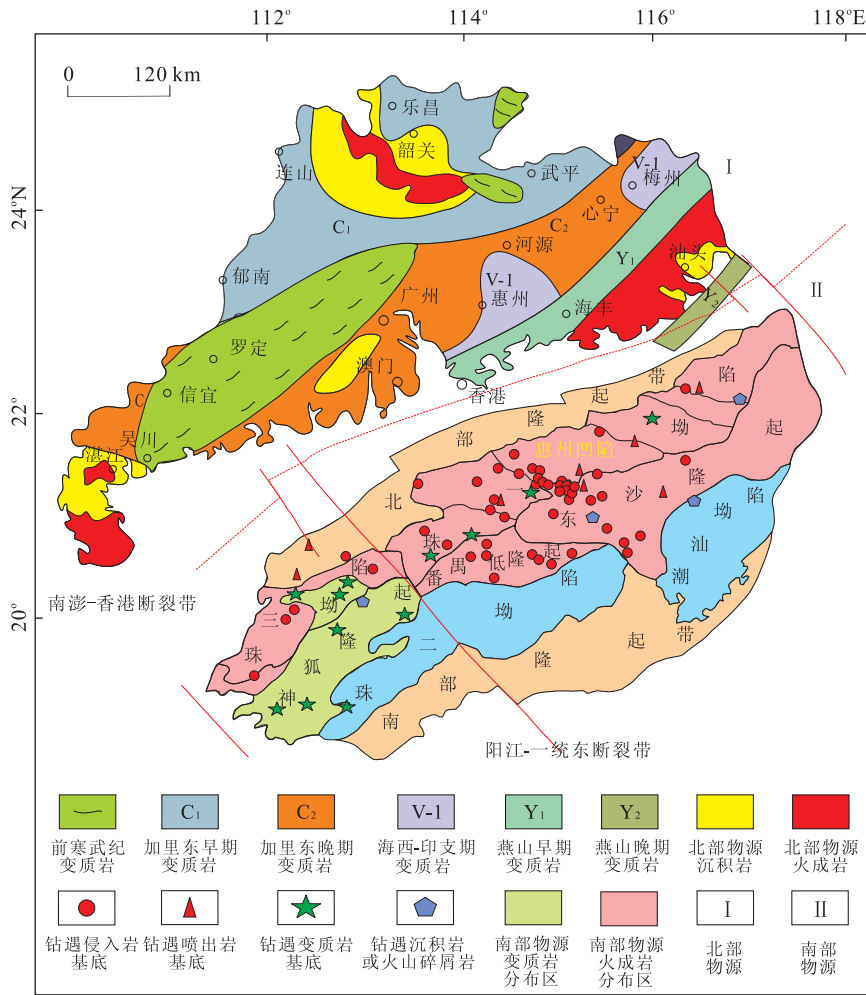 112° 114° 116° 118°E
0 120 km
乐昌
韶关
连山
武平
V-1
梅州
I
24°N
心宁
C₁
C₂
河源
汕头
Y₁
V-1
惠州
II
郁南
广州
Y₂
海丰
罗定
澳门
信宜
香港
22°
C
吴川
湛江
北部隆起带
陷
坳
起
惠州凹陷
一
隆
沙
东
坳陷
潮汕
珠
起
番禺低隆
陷
南澎-香港断裂带
20°
陷
坳
三
珠
起
隆
狐
神
坳
二
珠
南部隆起带
阳江-一统东断裂带
C₁ C₂ V-1 Y₁ Y₂
前寒武纪 加里东早期 加里东晚期 海西-印支期 燕山早期 燕山晚期 北部物源 北部物源
变质岩 变质岩 变质岩 变质岩 变质岩 变质岩 沉积岩 火成岩
I II
钻遇侵入岩 钻遇喷出岩 钻遇变质岩 钻遇沉积岩 南部物源 南部物源 北部 南部
基底 基底 基底 或火山碎屑岩 变质岩 火成岩 物源 物源
基底 分布区 分布区